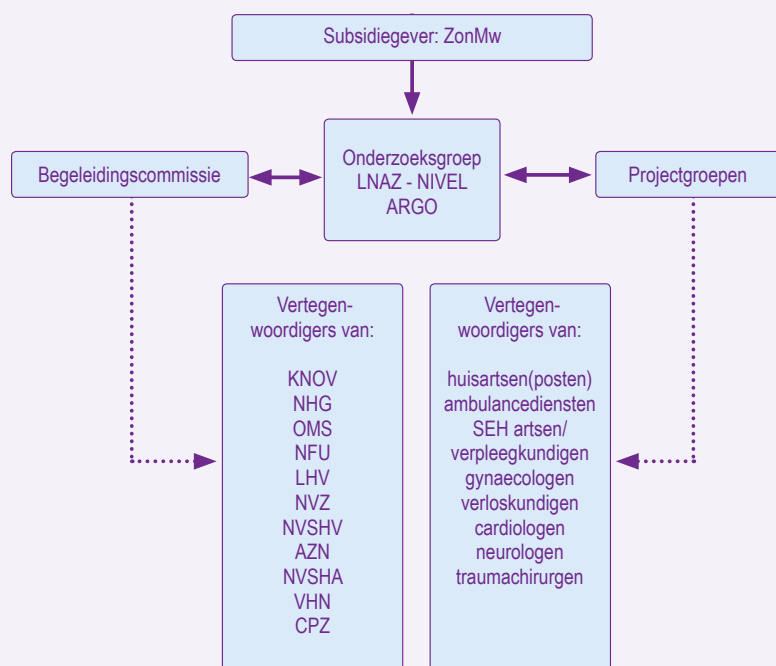 Subsidiegever: ZonMw
Begeleidingscommissie
Onderzoeksgroep
LNAZ - NIVEL
ARGO
Projectgroepen
Vertegen-
woordigers van:
KNOV
NHG
OMS
NFU
LHV
NVZ
NVSHV
AZN
NVSHA
VHN
CPZ
Vertegen-
woordigers van:
huisartsen(posten)
ambulancediensten
SEH artsen/
verpleegkundigen
gynaecologen
verloskundigen
cardiologen
neurologen
traumachirurgen